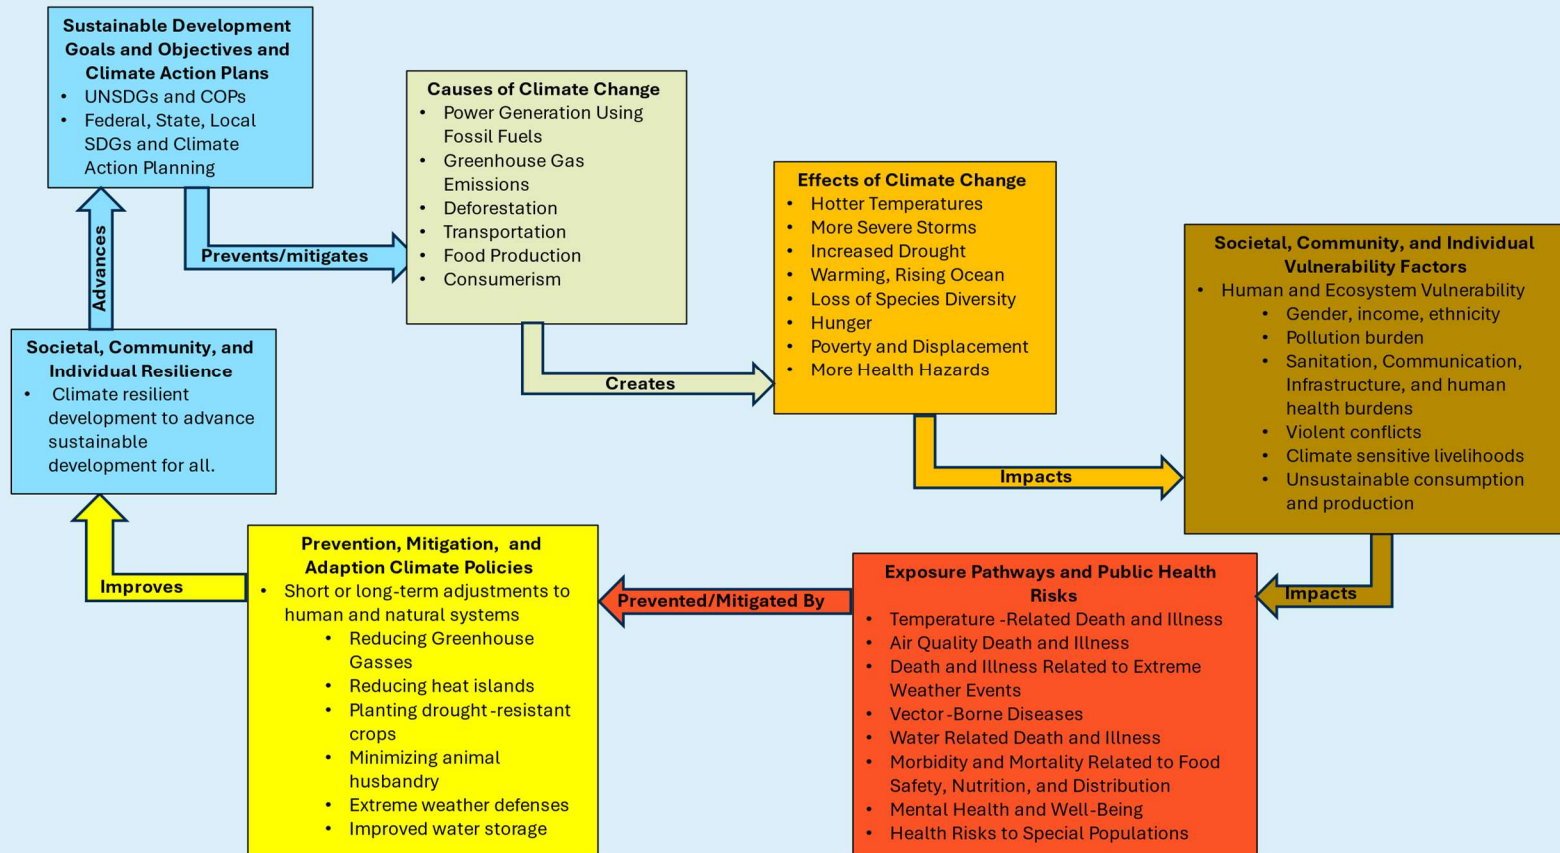 Sustainable Development
Goals and Objectives and
Climate Action Plans
• UNSDGs and COPs
• Federal, State, Local
SDGs and Climate
Action Planning
Prevents/mitigates
Causes of Climate Change
• Power Generation Using
Fossil Fuels
• Greenhouse Gas
Emissions
• Deforestation
• Transportation
• Food Production
• Consumerism
Creates
Effects of Climate Change
• Hotter Temperatures
• More Severe Storms
• Increased Drought
• Warming, Rising Ocean
• Loss of Species Diversity
• Hunger
• Poverty and Displacement
• More Health Hazards
Impacts
Societal, Community, and Individual
Vulnerability Factors
• Human and Ecosystem Vulnerability
• Gender, income, ethnicity
• Pollution burden
• Sanitation, Communication,
Infrastructure, and human
health burdens
• Violent conflicts
• Climate sensitive livelihoods
• Unsustainable consumption
and production
Impacts
Exposure Pathways and Public Health
Risks
• Temperature -Related Death and Illness
• Air Quality Death and Illness
• Death and Illness Related to Extreme
Weather Events
• Vector -Borne Diseases
• Water Related Death and Illness
• Morbidity and Mortality Related to Food
Safety, Nutrition, and Distribution
• Mental Health and Well-Being
• Health Risks to Special Populations
Prevented/Mitigated By
Prevention, Mitigation, and
Adaption Climate Policies
• Short or long-term adjustments to
human and natural systems
• Reducing Greenhouse
Gasses
• Reducing heat islands
• Planting drought -resistant
crops
• Minimizing animal
husbandry
• Extreme weather defenses
• Improved water storage
Improves
Societal, Community, and
Individual Resilience
• Climate resilient
development to advance
sustainable
development for all.
Advances